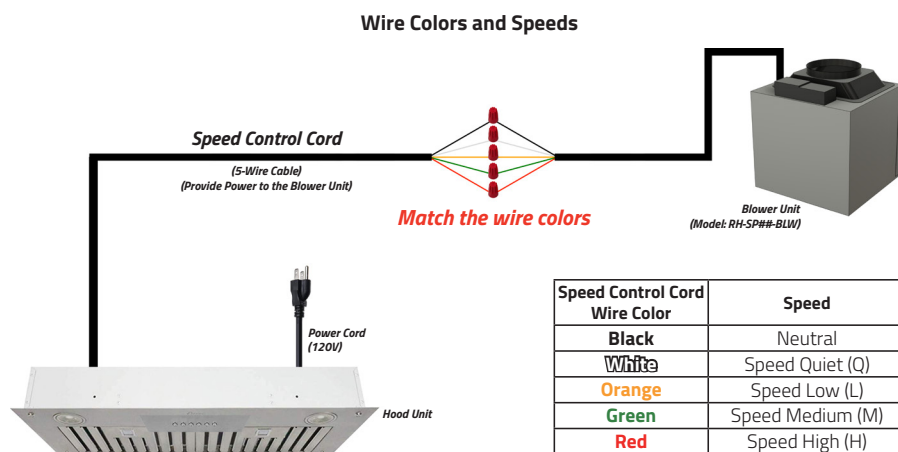 Wire Colors and Speeds
Speed Control Cord
(5-Wire Cable)
(Provide Power to the Blower Unit)
Match the wire colors
Blower Unit
(Model: RH-SP##-BLW)
Power Cord
(120V)
Hood Unit
Speed Control Cord Wire Color Speed
Black Neutral
White Speed Quiet (Q)
Orange Speed Low (L)
Green Speed Medium (M)
Red Speed High (H)